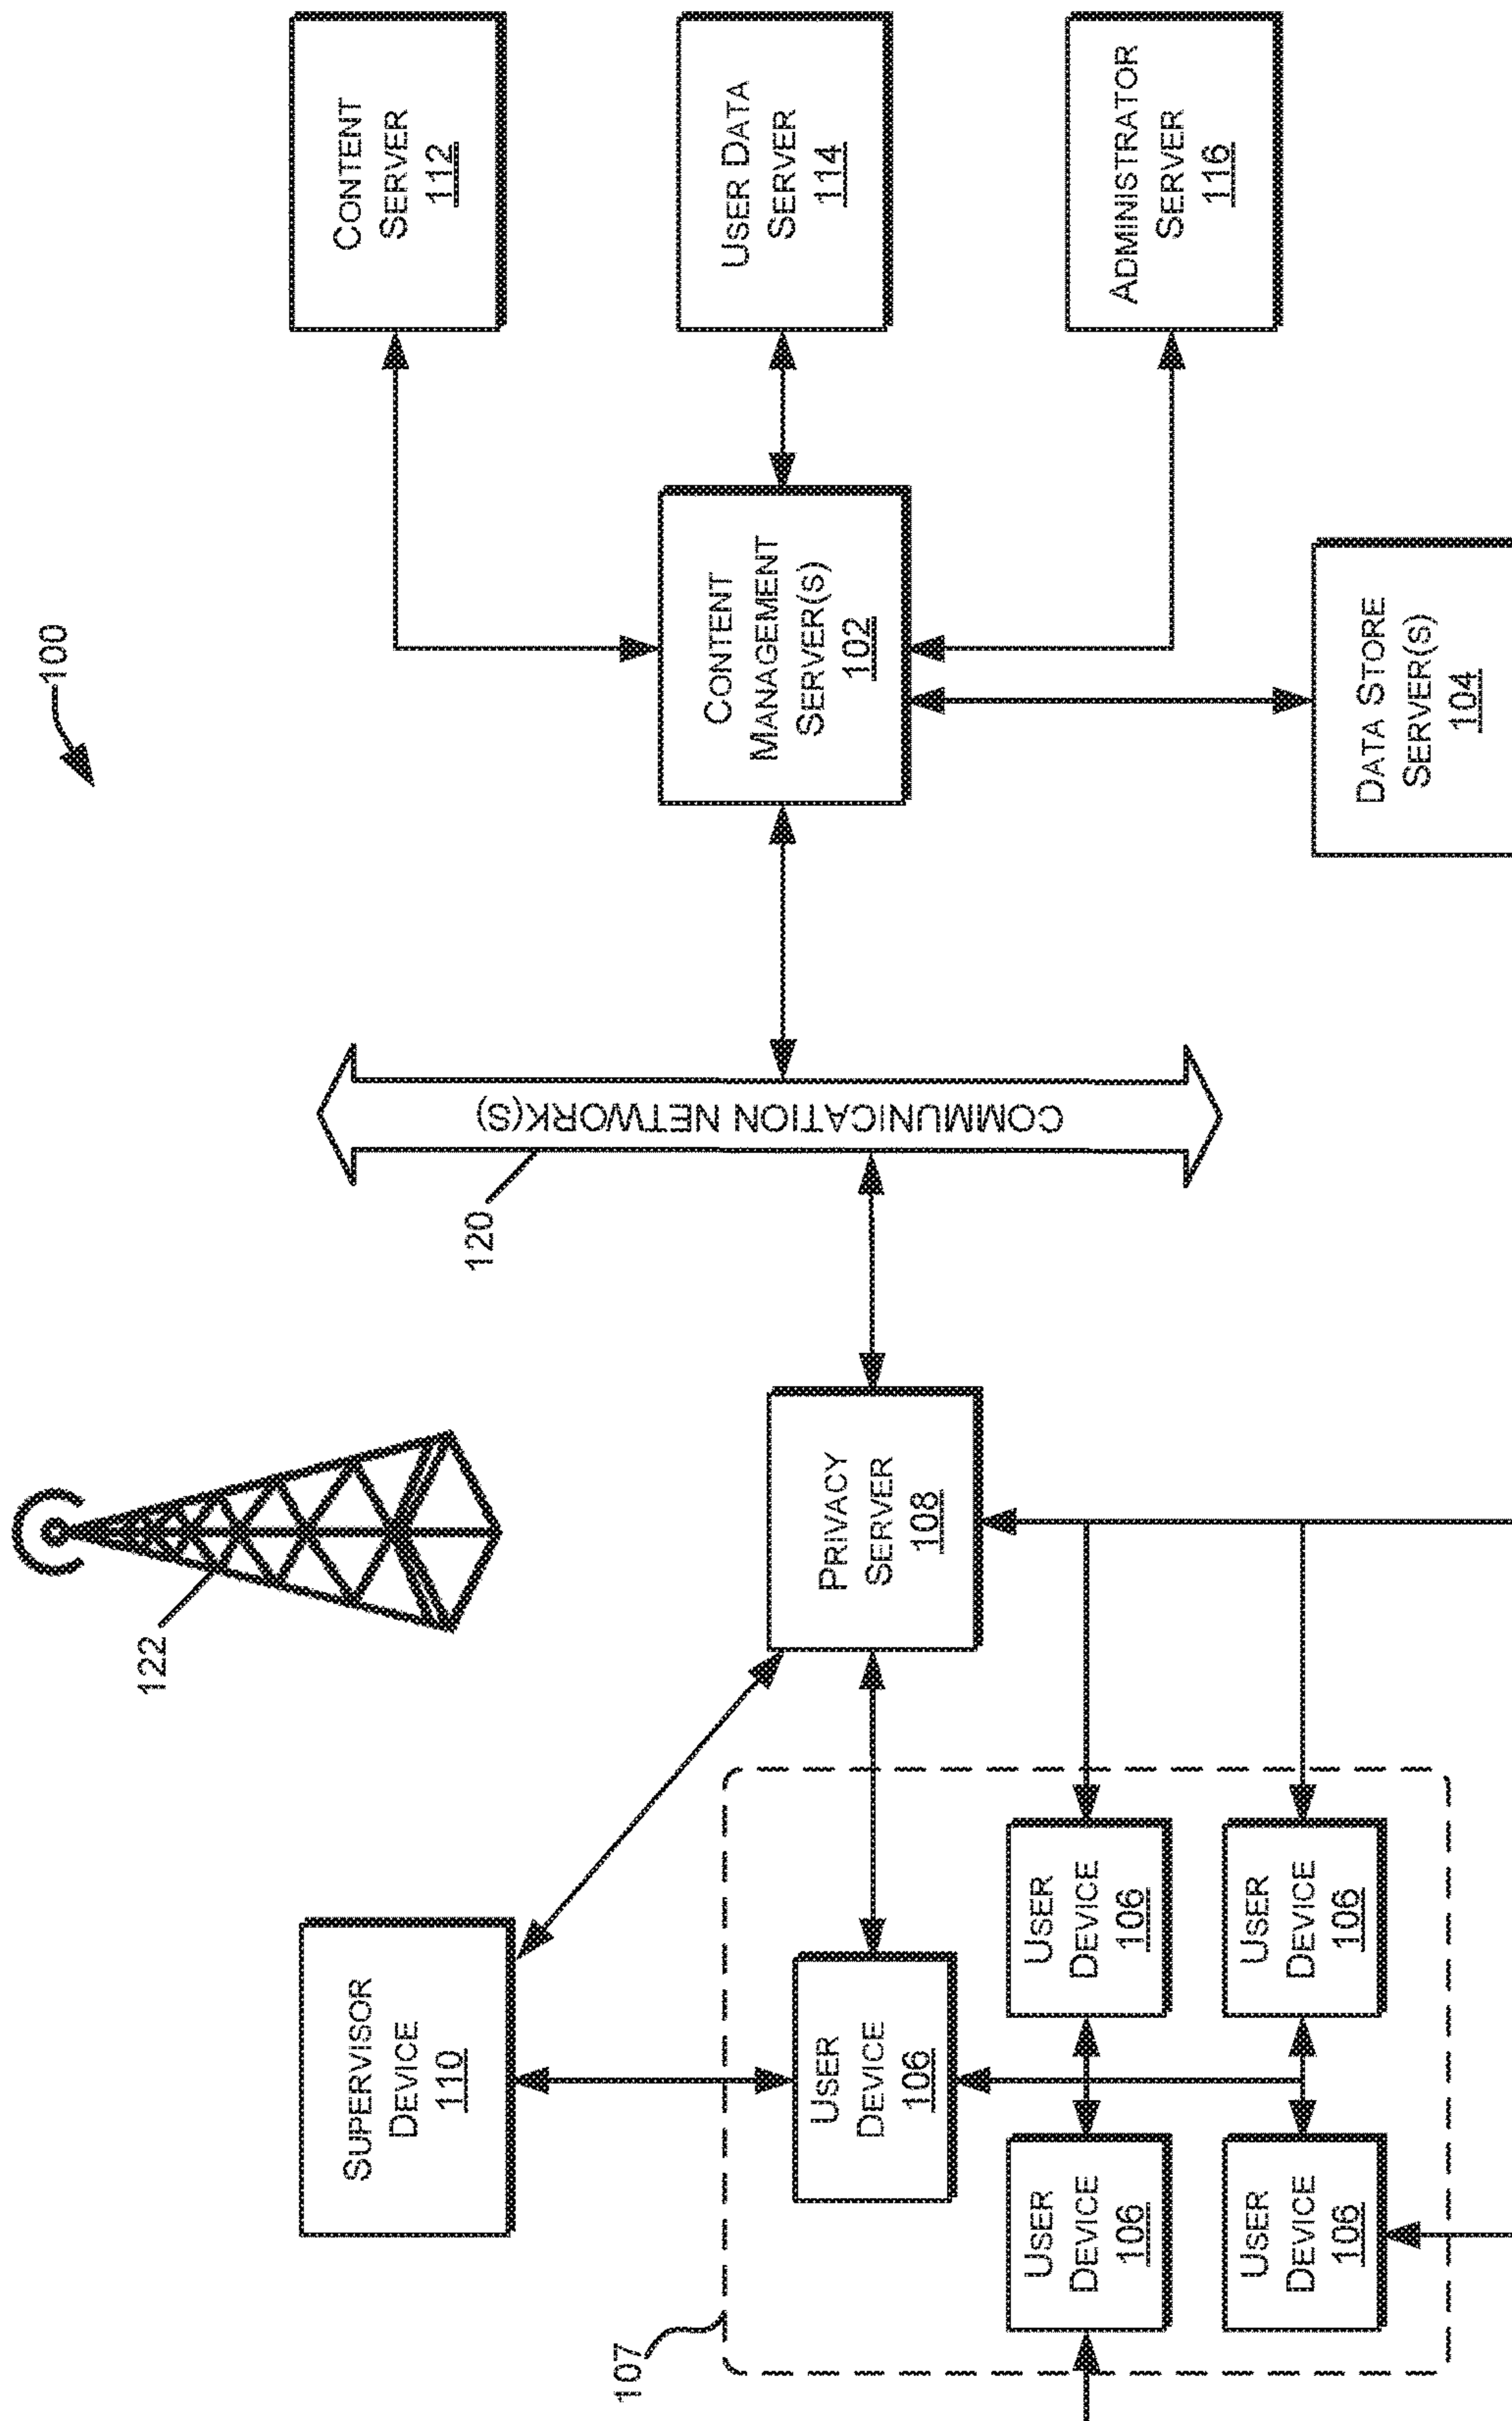 100
122
SUPERVISOR
DEVICE
110
CONTENT
SERVER
112
120
COMMUNICATION NETWORK(S)
107
CONTENT
MANAGEMENT
SERVER(S)
102
USER DATA
SERVER
114
USER
DEVICE
106
PRIVACY
SERVER
108
USER
DEVICE
106
USER
DEVICE
106
ADMINISTRATOR
SERVER
116
USER
DEVICE
106
USER
DEVICE
106
DATA STORE
SERVER(S)
104